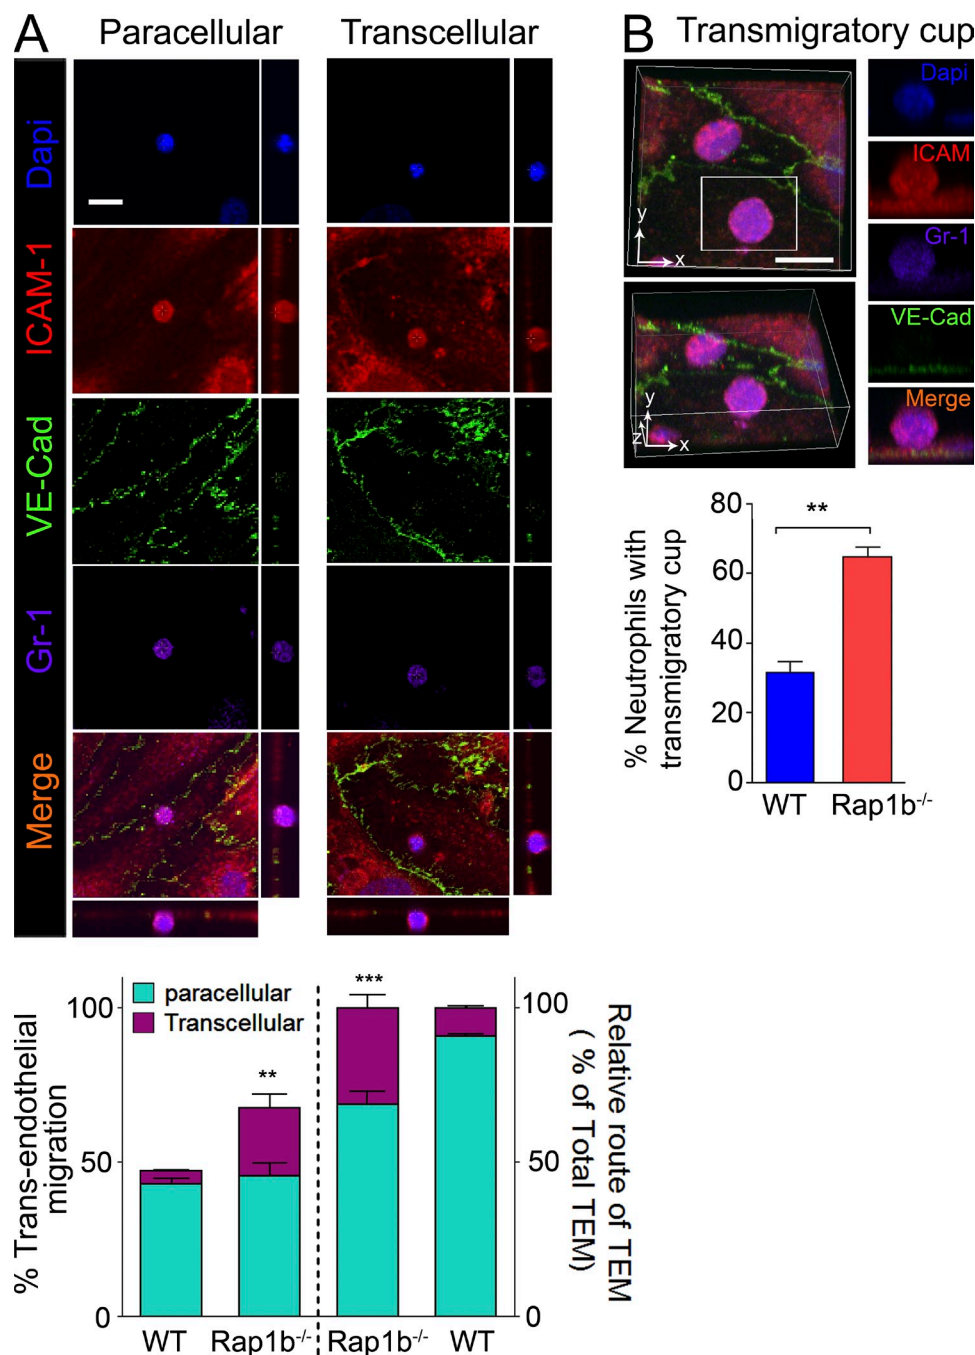 A
Paracellular
Transcellular
Dapi
ICAM-1
VE-Cad
Gr-1
Merge
paracellular
Transcellular
100
50
0
% Trans-endothelial
migration
**
***
100
50
0
Relative route of TEM
( % of Total TEM)
WT
Rap1b-/-
Rap1b-/-
WT
B
Transmigratory cup
y
x
y
z
x
Dapi
ICAM
Gr-1
VE-Cad
Merge
80
60
40
20
0
% Neutrophils with
transmigratory cup
**
WT
Rap1b-/-